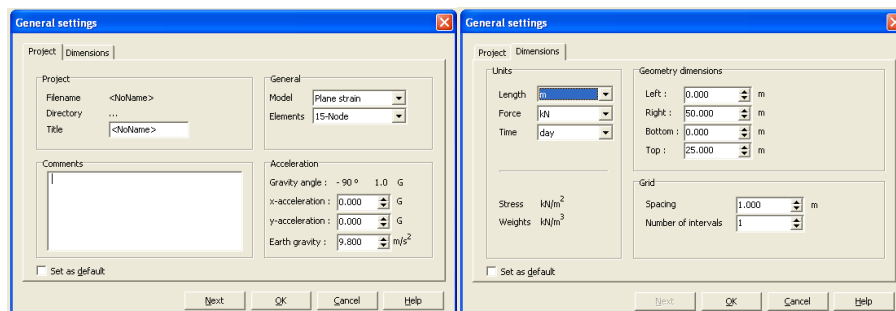 General settings
Project Dimensions
Project
Filename <NoName>
Directory ...
Title <NoName>
General
Model Plane strain
Elements 15-Node
Comments
Acceleration
Gravity angle : - 90 ° 1.0 G
x-acceleration : 0.000 G
y-acceleration : 0.000 G
Earth gravity : 9.800 m/s²
Set as default
Next OK Cancel Help
General settings
Project Dimensions
Units
Length m
Force kN
Time day
Stress kN/m²
Weights kN/m³
Geometry dimensions
Left : 0.000 m
Right : 50.000 m
Bottom : 0.000 m
Top : 25.000 m
Grid
Spacing 1.000 m
Number of intervals 1
Set as default
Next OK Cancel Help